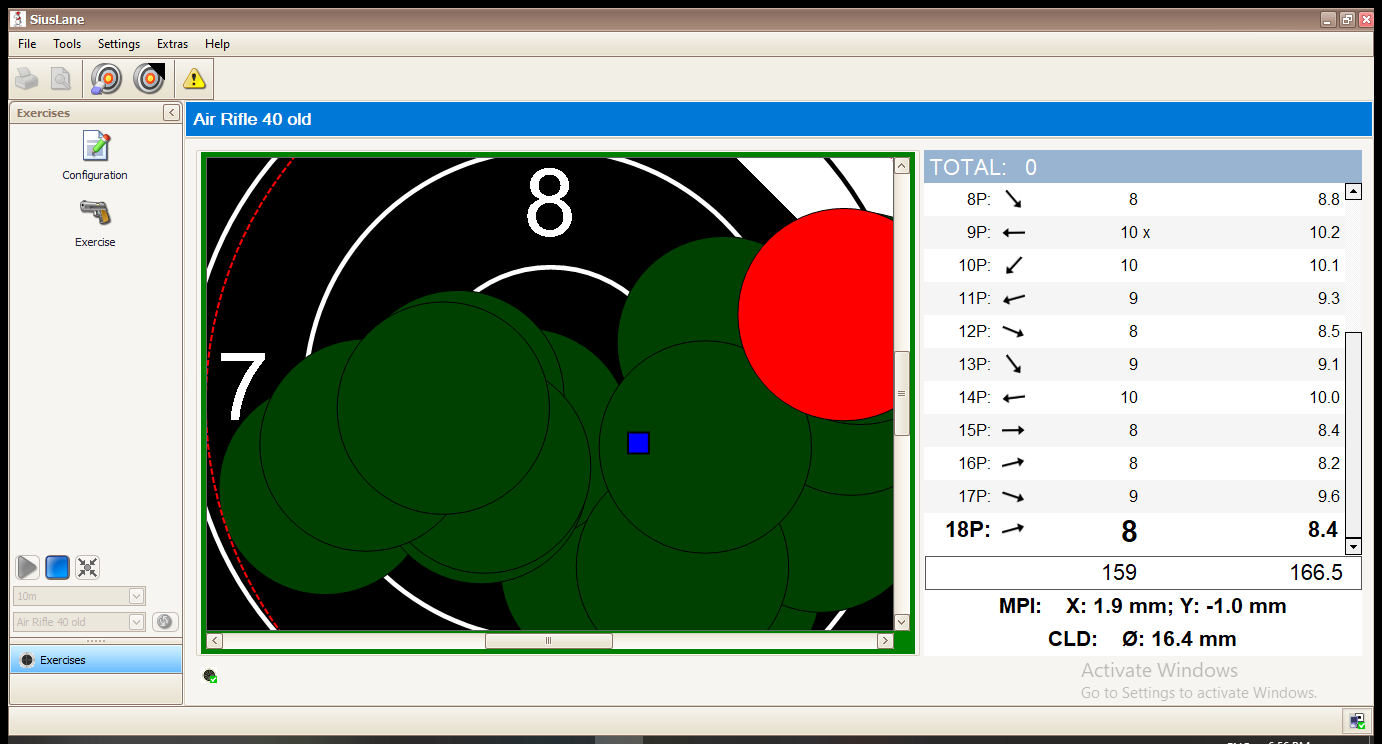 SiusLane
File Tools Settings Extras Help
Exercises
Configuration
Exercise
10m
Air Rifle 40 old
Exercises
Air Rifle 40 old
8
7
TOTAL: 0
8P: 8 8.8
9P: 10 x 10.2
10P: 10 10.1
11P: 9 9.3
12P: 8 8.5
13P: 9 9.1
14P: 10 10.0
15P: 8 8.4
16P: 8 8.2
17P: 9 9.6
18P: 8 8.4
159 166.5
MPI: X: 1.9 mm; Y: -1.0 mm
CLD: Ø: 16.4 mm
Activate Windows
Go to Settings to activate Windows.